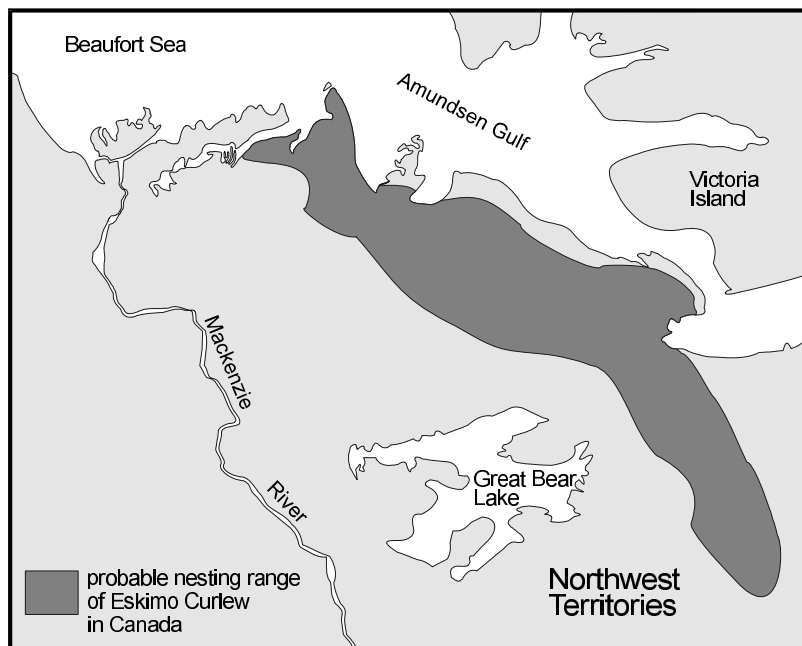 Beaufort Sea
Amundsen Gulf
Victoria
Island
Mackenzie
River
Great Bear
Lake
Northwest
Territories
probable nesting range
of Eskimo Curlew
in Canada